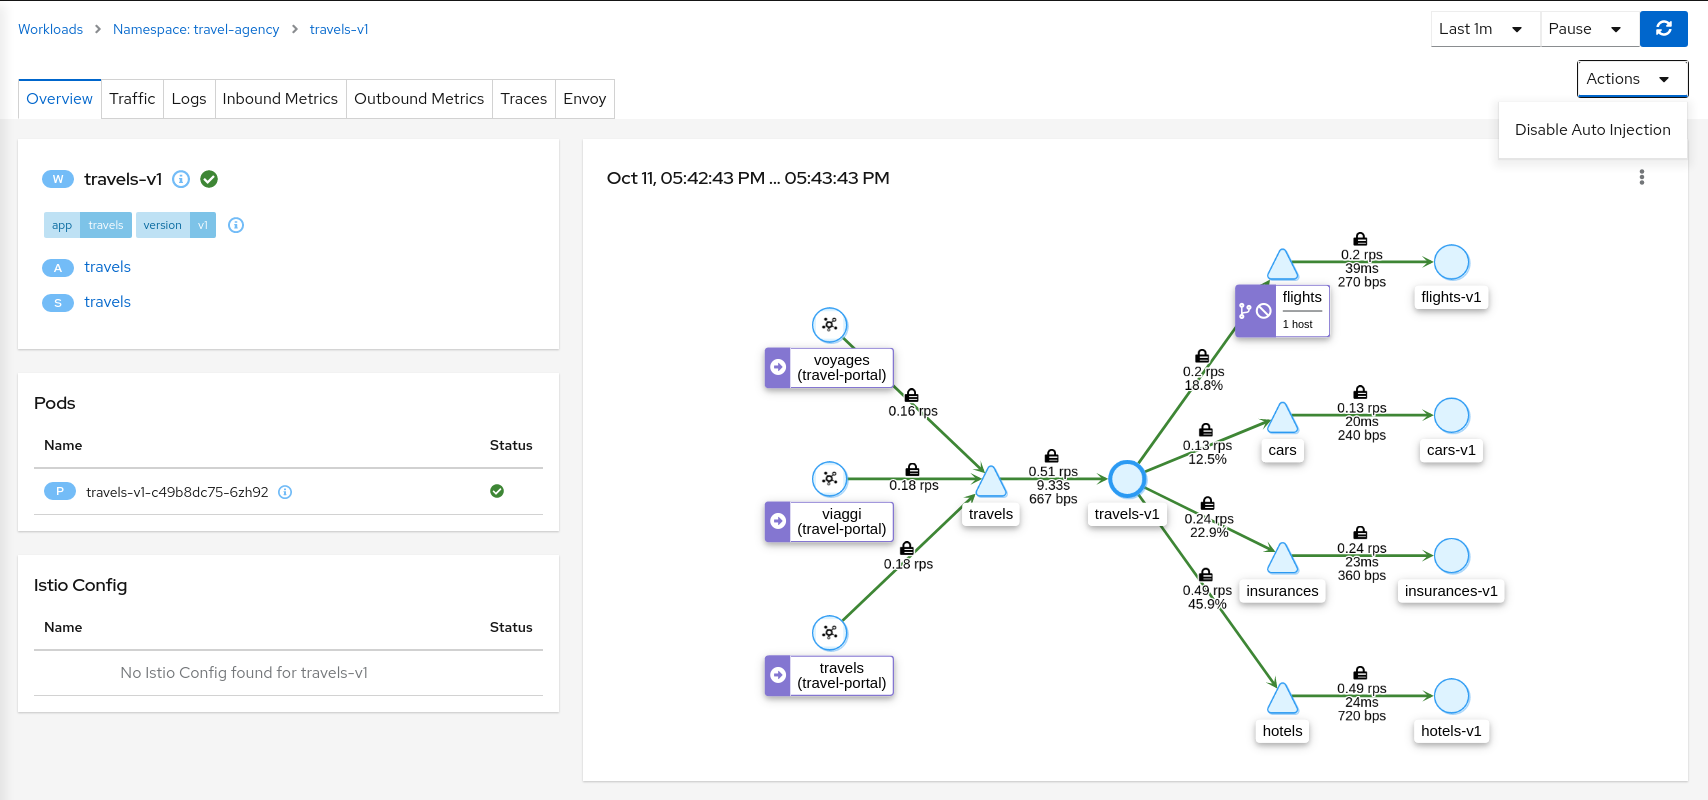 Workloads > Namespace: travel-agency > travels-v1
Last 1m
Pause
Actions
Disable Auto Injection
Overview
Traffic
Logs
Inbound Metrics
Outbound Metrics
Traces
Envoy
W travels-v1
app travels version v1
A travels
S travels
Pods
Name Status
P travels-v1-c49b8dc75-6zh92
Istio Config
Name Status
No Istio Config found for travels-v1
Oct 11, 05:42:43 PM ... 05:43:43 PM
voyages
(travel-portal)
0.16 rps
viaggi
(travel-portal)
0.18 rps
travels
(travel-portal)
0.18 rps
travels
0.51 rps
9.33s
667 bps
travels-v1
0.2 rps
18.8%
flights
1 host
0.2 rps
39ms
270 bps
flights-v1
0.13 rps
12.5%
cars
0.13 rps
20ms
240 bps
cars-v1
0.24 rps
22.9%
insurances
0.24 rps
23ms
360 bps
insurances-v1
0.49 rps
45.9%
hotels
0.49 rps
24ms
720 bps
hotels-v1